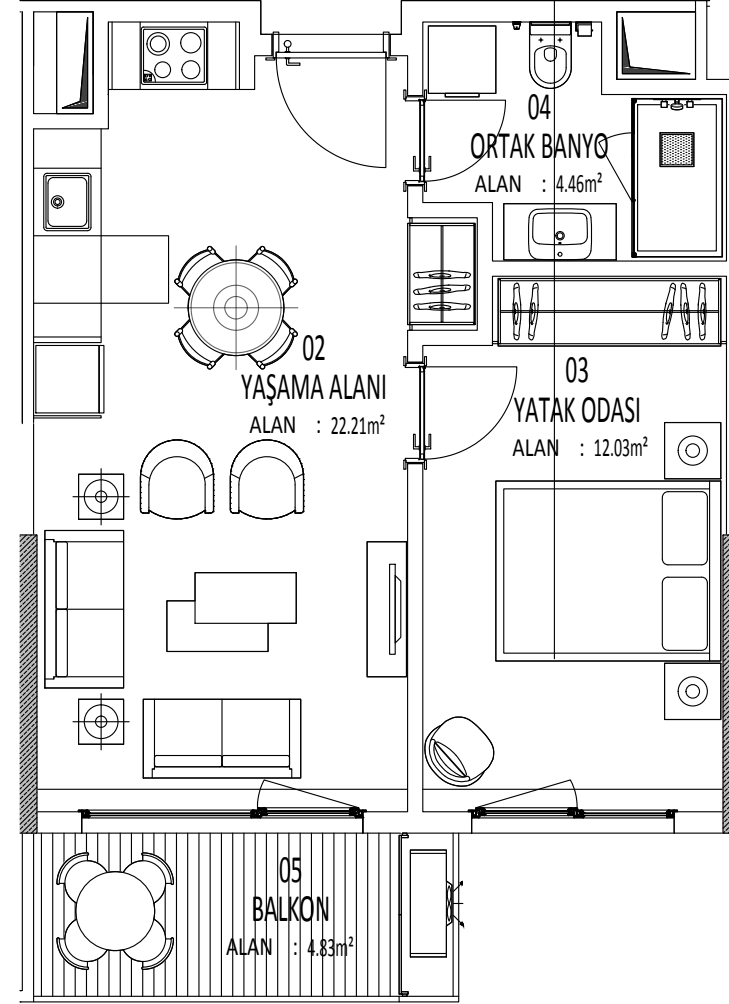 04
ORTAK BANYO
ALAN : 4.46m²
02
YAŞAMA ALANI
ALAN : 22.21m²
03
YATAK ODASI
ALAN : 12.03m²
05
BALKON
ALAN : 4.83m²